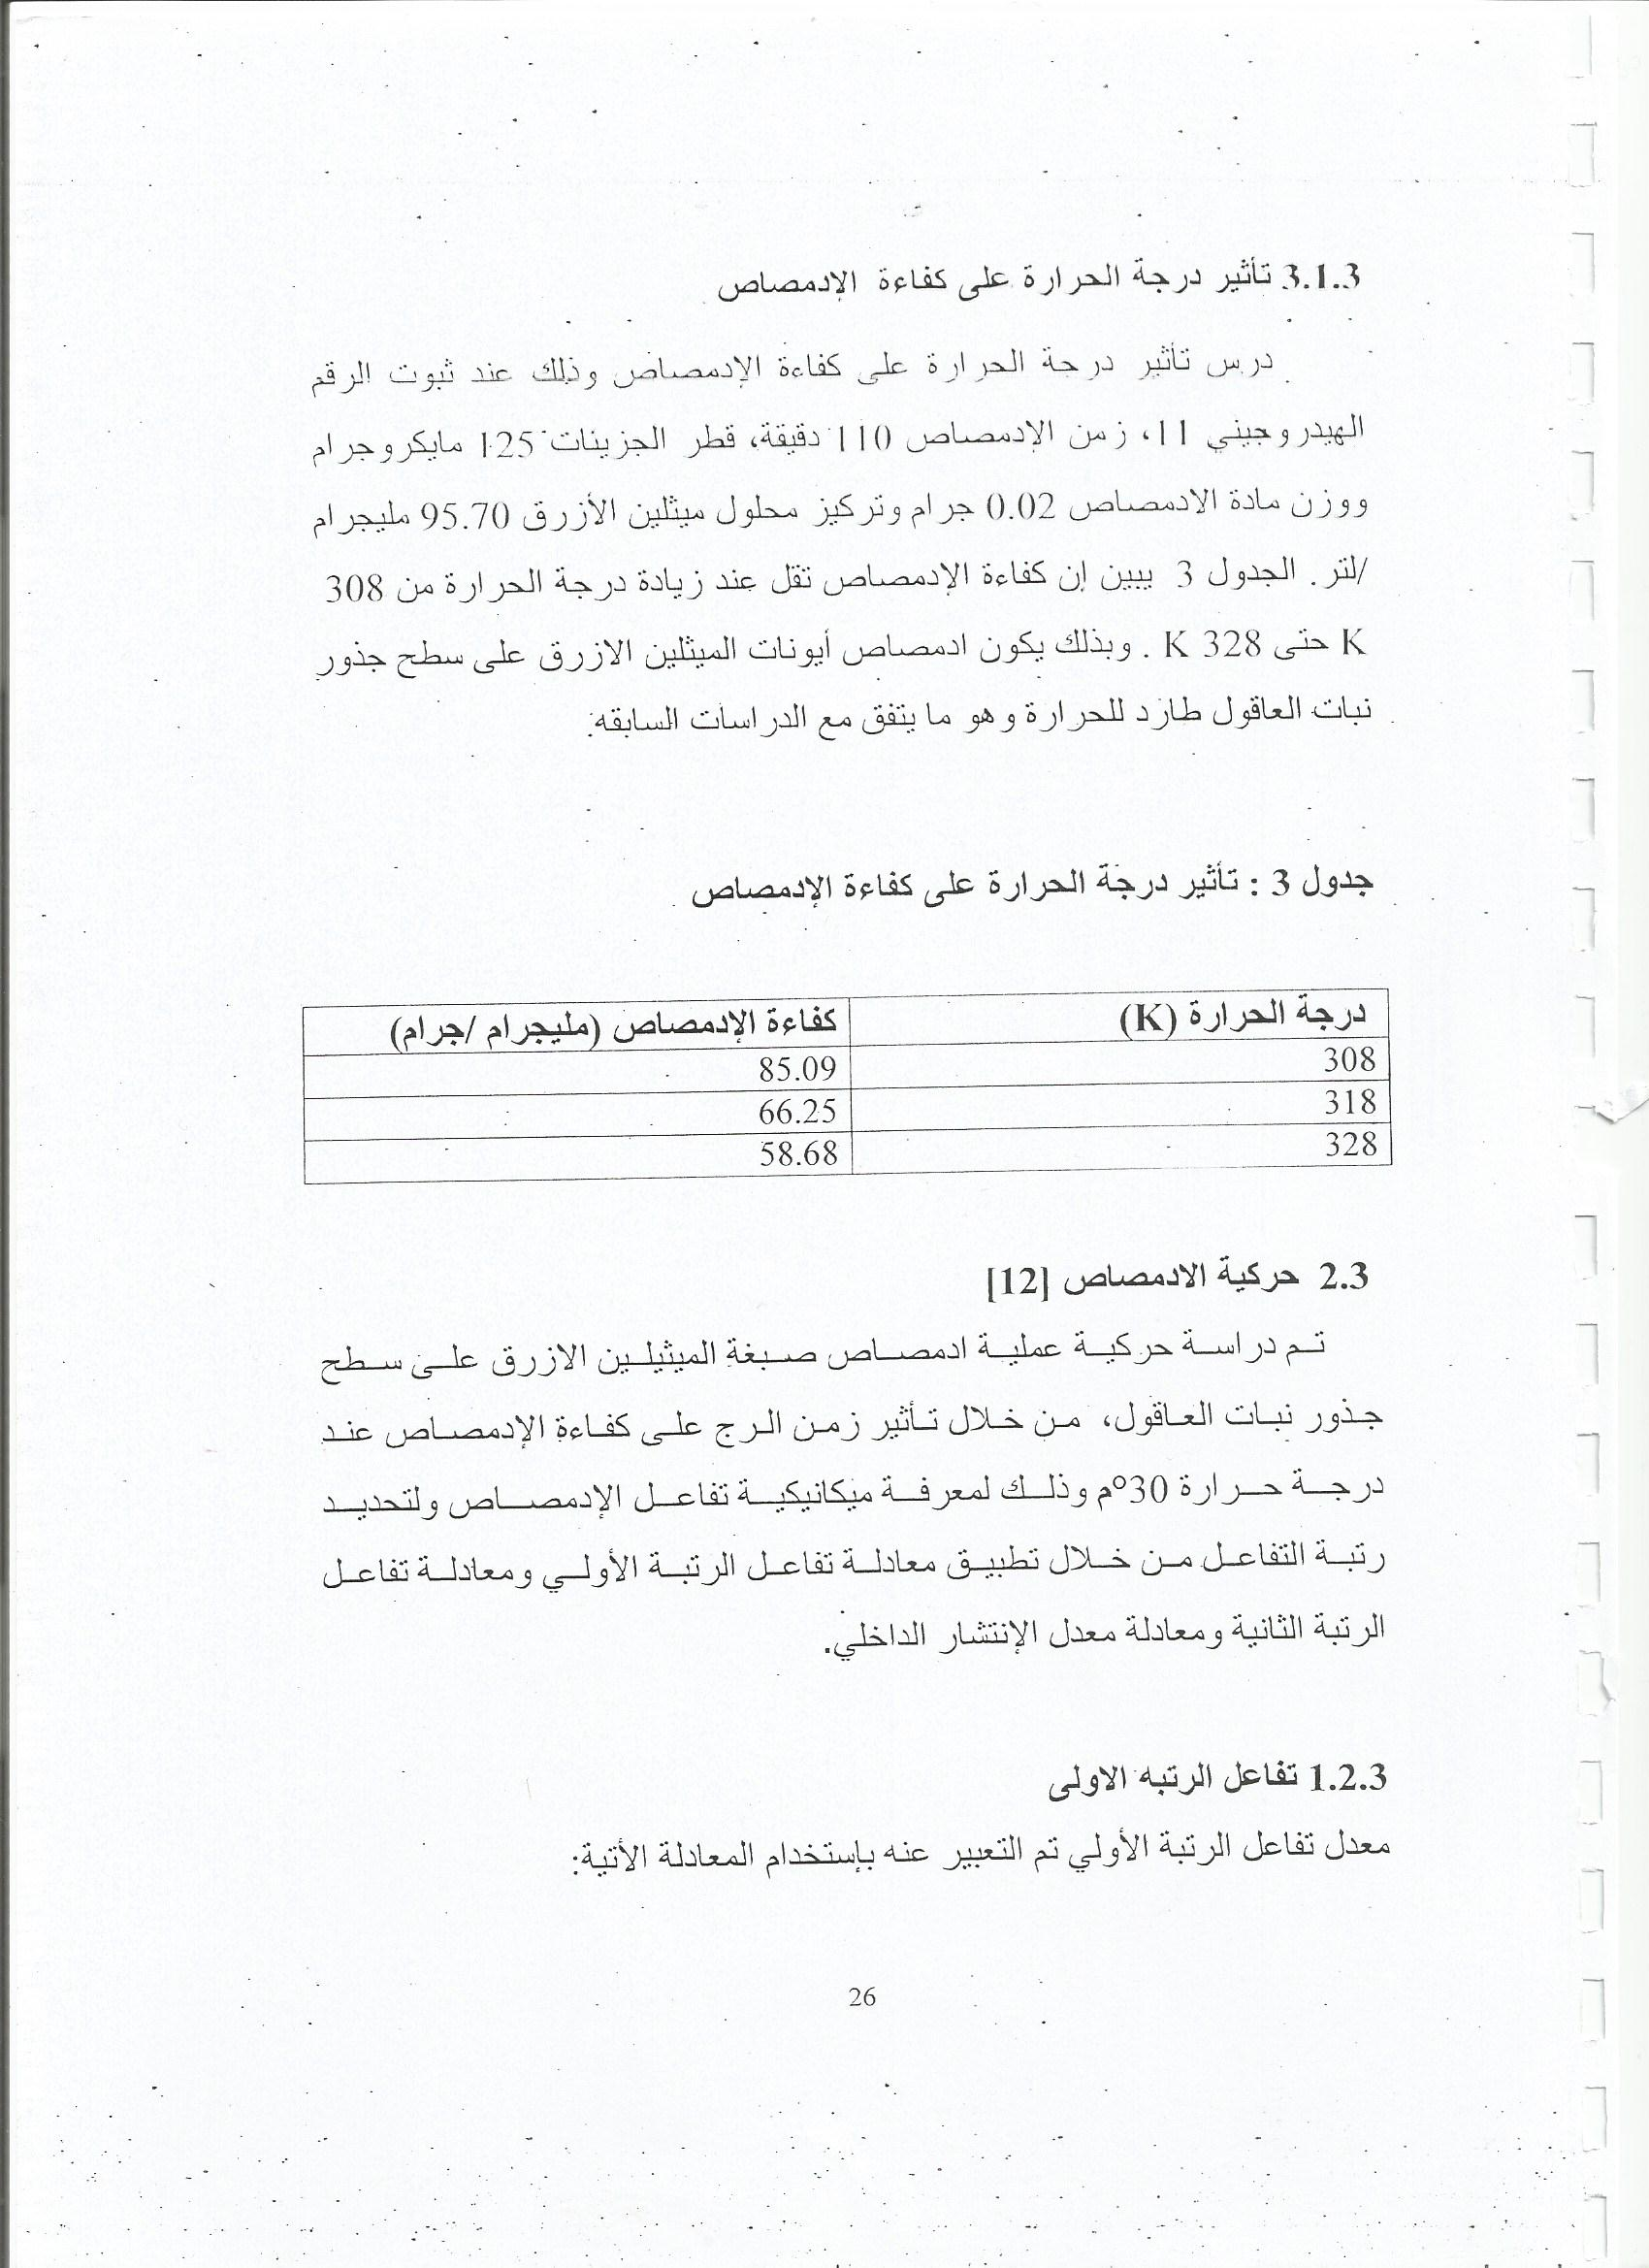 3.1.3 تأثير درجة الحرارة على كفاءة الإدمصاص
درس تأثير درجة الحرارة على كفاءة الإدمصاص وذلك عند ثبوت الرقم
الهيدروجيني 11، زمن الإدمصاص 110 دقيقة، قطر الجزينات 125 مايكروجرام
ووزن مادة الادمصاص 0.02 جرام وتركيز محلول ميثلين الأزرق 95.70 مليجرام
/لتر. الجدول 3 يبين إن كفاءة الإدمصاص تقل عند زيادة درجة الحرارة من 308
K حتى 328 K . وبذلك يكون ادمصاص أيونات الميثلين الازرق على سطح جذور
نبات العاقول طارد للحرارة وهو ما يتفق مع الدراسات السابقه.
جدول 3 : تأثير درجة الحرارة على كفاءة الإدمصاص
درجة الحرارة (K) كفاءة الإدمصاص (مليجرام /جرام)
308 85.09
318 66.25
328 58.68
2.3 حركية الادمصاص [12]
تم دراسة حركية عملية ادمصاص صبغة الميثيلين الازرق على سطح
جذور نبات العاقول، من خلال تأثير زمن الرج على كفاءة الإدمصاص عند
درجة حرارة 30°م وذلك لمعرفة ميكانيكية تفاعل الإدمصاص ولتحديد
رتبة التفاعل من خلال تطبيق معادلة تفاعل الرتبة الأولي ومعادلة تفاعل
الرتبة الثانية ومعادلة معدل الإنتشار الداخلي.
1.2.3 تفاعل الرتبه الاولى
معدل تفاعل الرتبة الأولي تم التعبير عنه بإستخدام المعادلة الأتية:
26